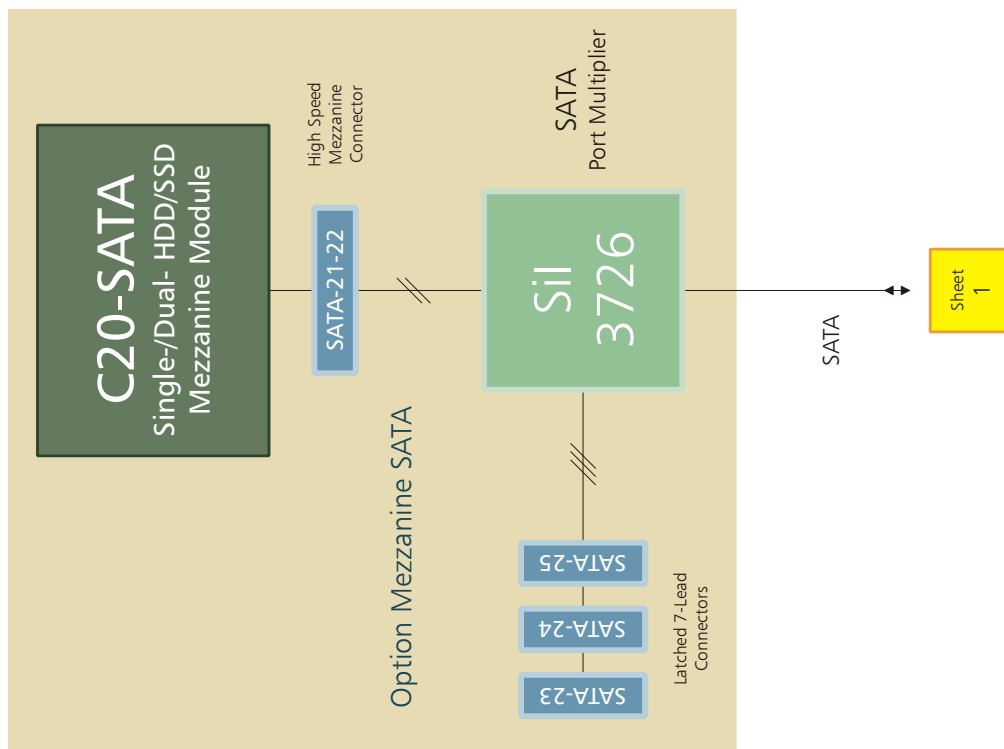 C20-SATA
Single-/Dual- HDD/SSD
Mezzanine Module
High Speed
Mezzanine
Connector
SATA-21-22
Option Mezzanine SATA
SATA
Port Multiplier
SiI
3726
SATA-23
SATA-24
SATA-25
Latched 7-Lead
Connectors
SATA
Sheet
1